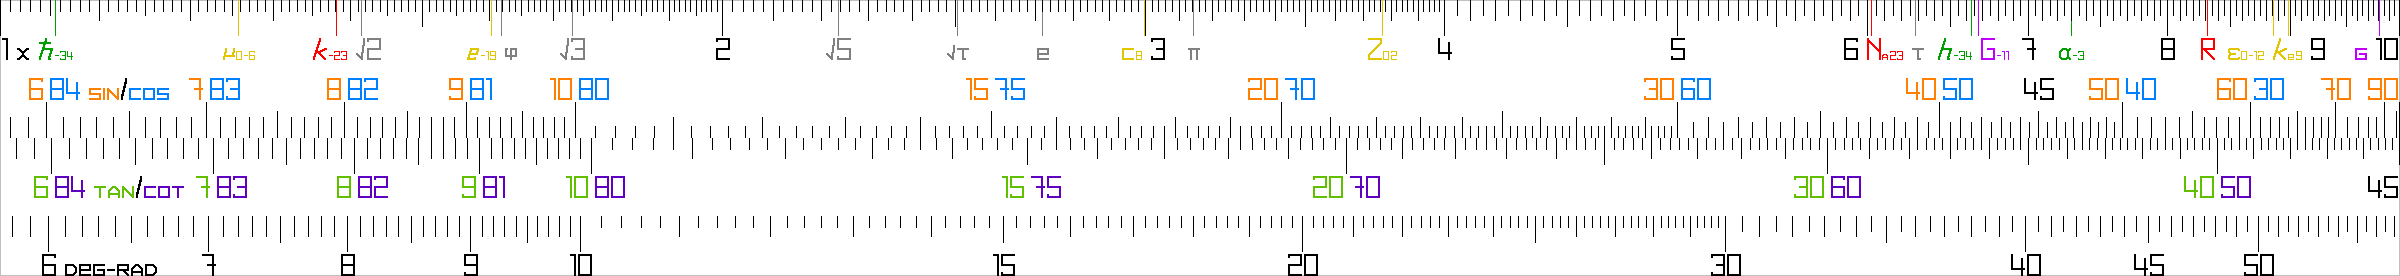 1 x ħ-34 μ0-6 k-23 √2 e-19 φ √3 2 √5 √τ e c8 3 π Z02 4 5 6 NA23 τ h-34 G-11 7 α-3 8 R ε0-12 ke9 9 G 10
6 84 SIN/COS 7 83 8 82 9 81 10 80 15 75 20 70 30 60 40 50 45 50 40 60 30 70 90
6 84 TAN/COT 7 83 8 82 9 81 10 80 15 75 20 70 30 60 40 50 45
6 DEG-RAD 7 8 9 10 15 20 30 40 45 50